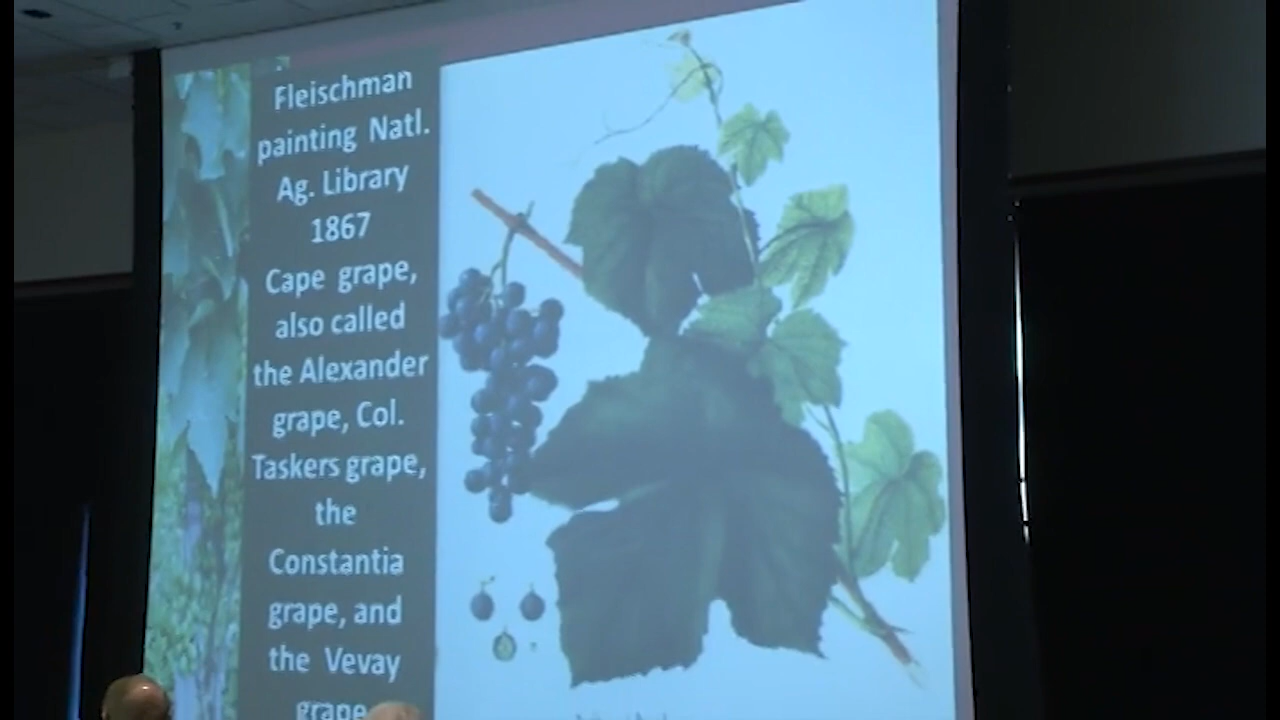 Fleischman
painting Natl.
Ag. Library
1867
Cape grape,
also called
the Alexander
grape, Col.
Taskers grape,
the
Constantia
grape, and
the Vevay
grape